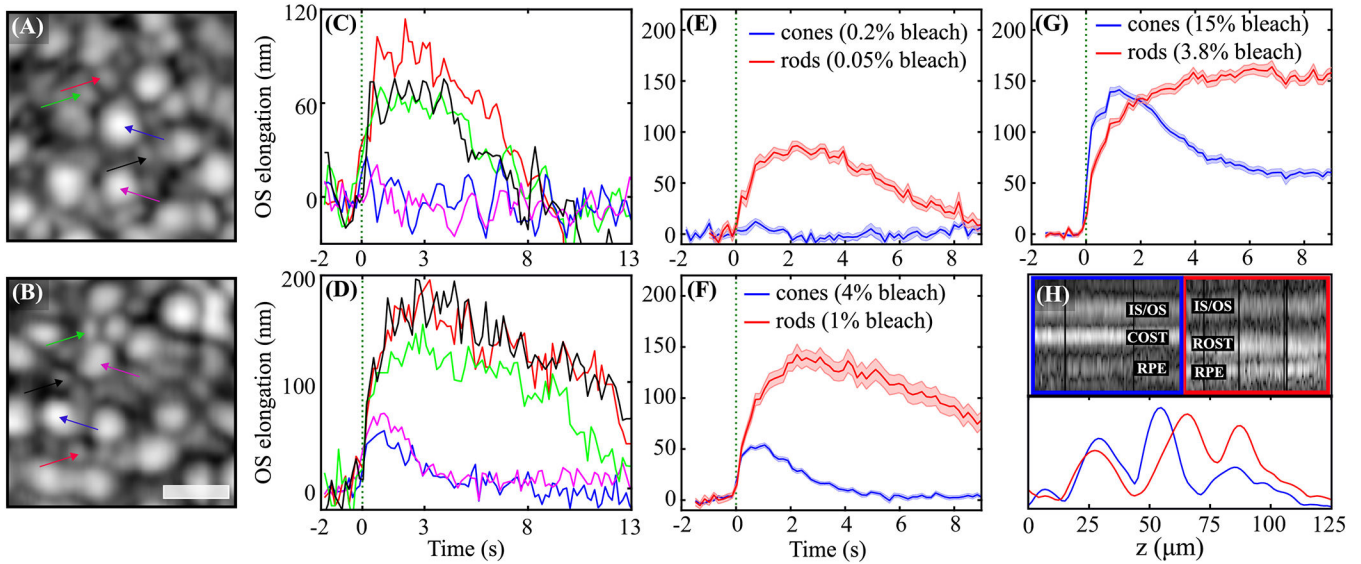 (A)
(B)
OS elongation (nm)
(C)
120
60
0
-2 0 3 8 13
OS elongation (nm)
(D)
200
100
0
-2 0 3 8 13
Time (s)
(E)
cones (0.2% bleach)
rods (0.05% bleach)
200
150
100
50
0
-2 0 2 4 6 8
(F)
cones (4% bleach)
rods (1% bleach)
200
150
100
50
0
-2 0 2 4 6 8
Time (s)
(G)
cones (15% bleach)
rods (3.8% bleach)
200
150
100
50
0
-2 0 2 4 6 8
(H)
IS/OS
COST
RPE
IS/OS
ROST
RPE
0 25 50 75 100 125
z (μm)